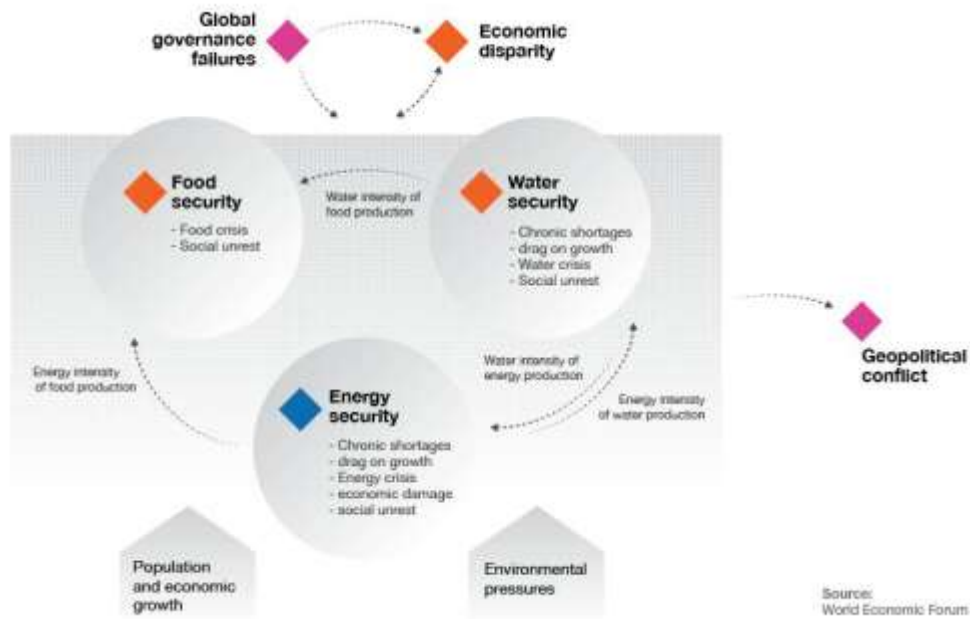 Global
governance
failures
Economic
disparity
Food
security
- Food crisis
- Social unrest
Water intensity of
food production
Water
security
- Chronic shortages
- drag on growth
- Water crisis
- Social unrest
Geopolitical
conflict
Energy intensity
of food production
Water intensity of
energy production
Energy intensity
of water production
Energy
security
- Chronic shortages
- drag on growth
- Energy crisis
- economic damage
- social unrest
Population
and economic
growth
Environmental
pressures
Source:
World Economic Forum